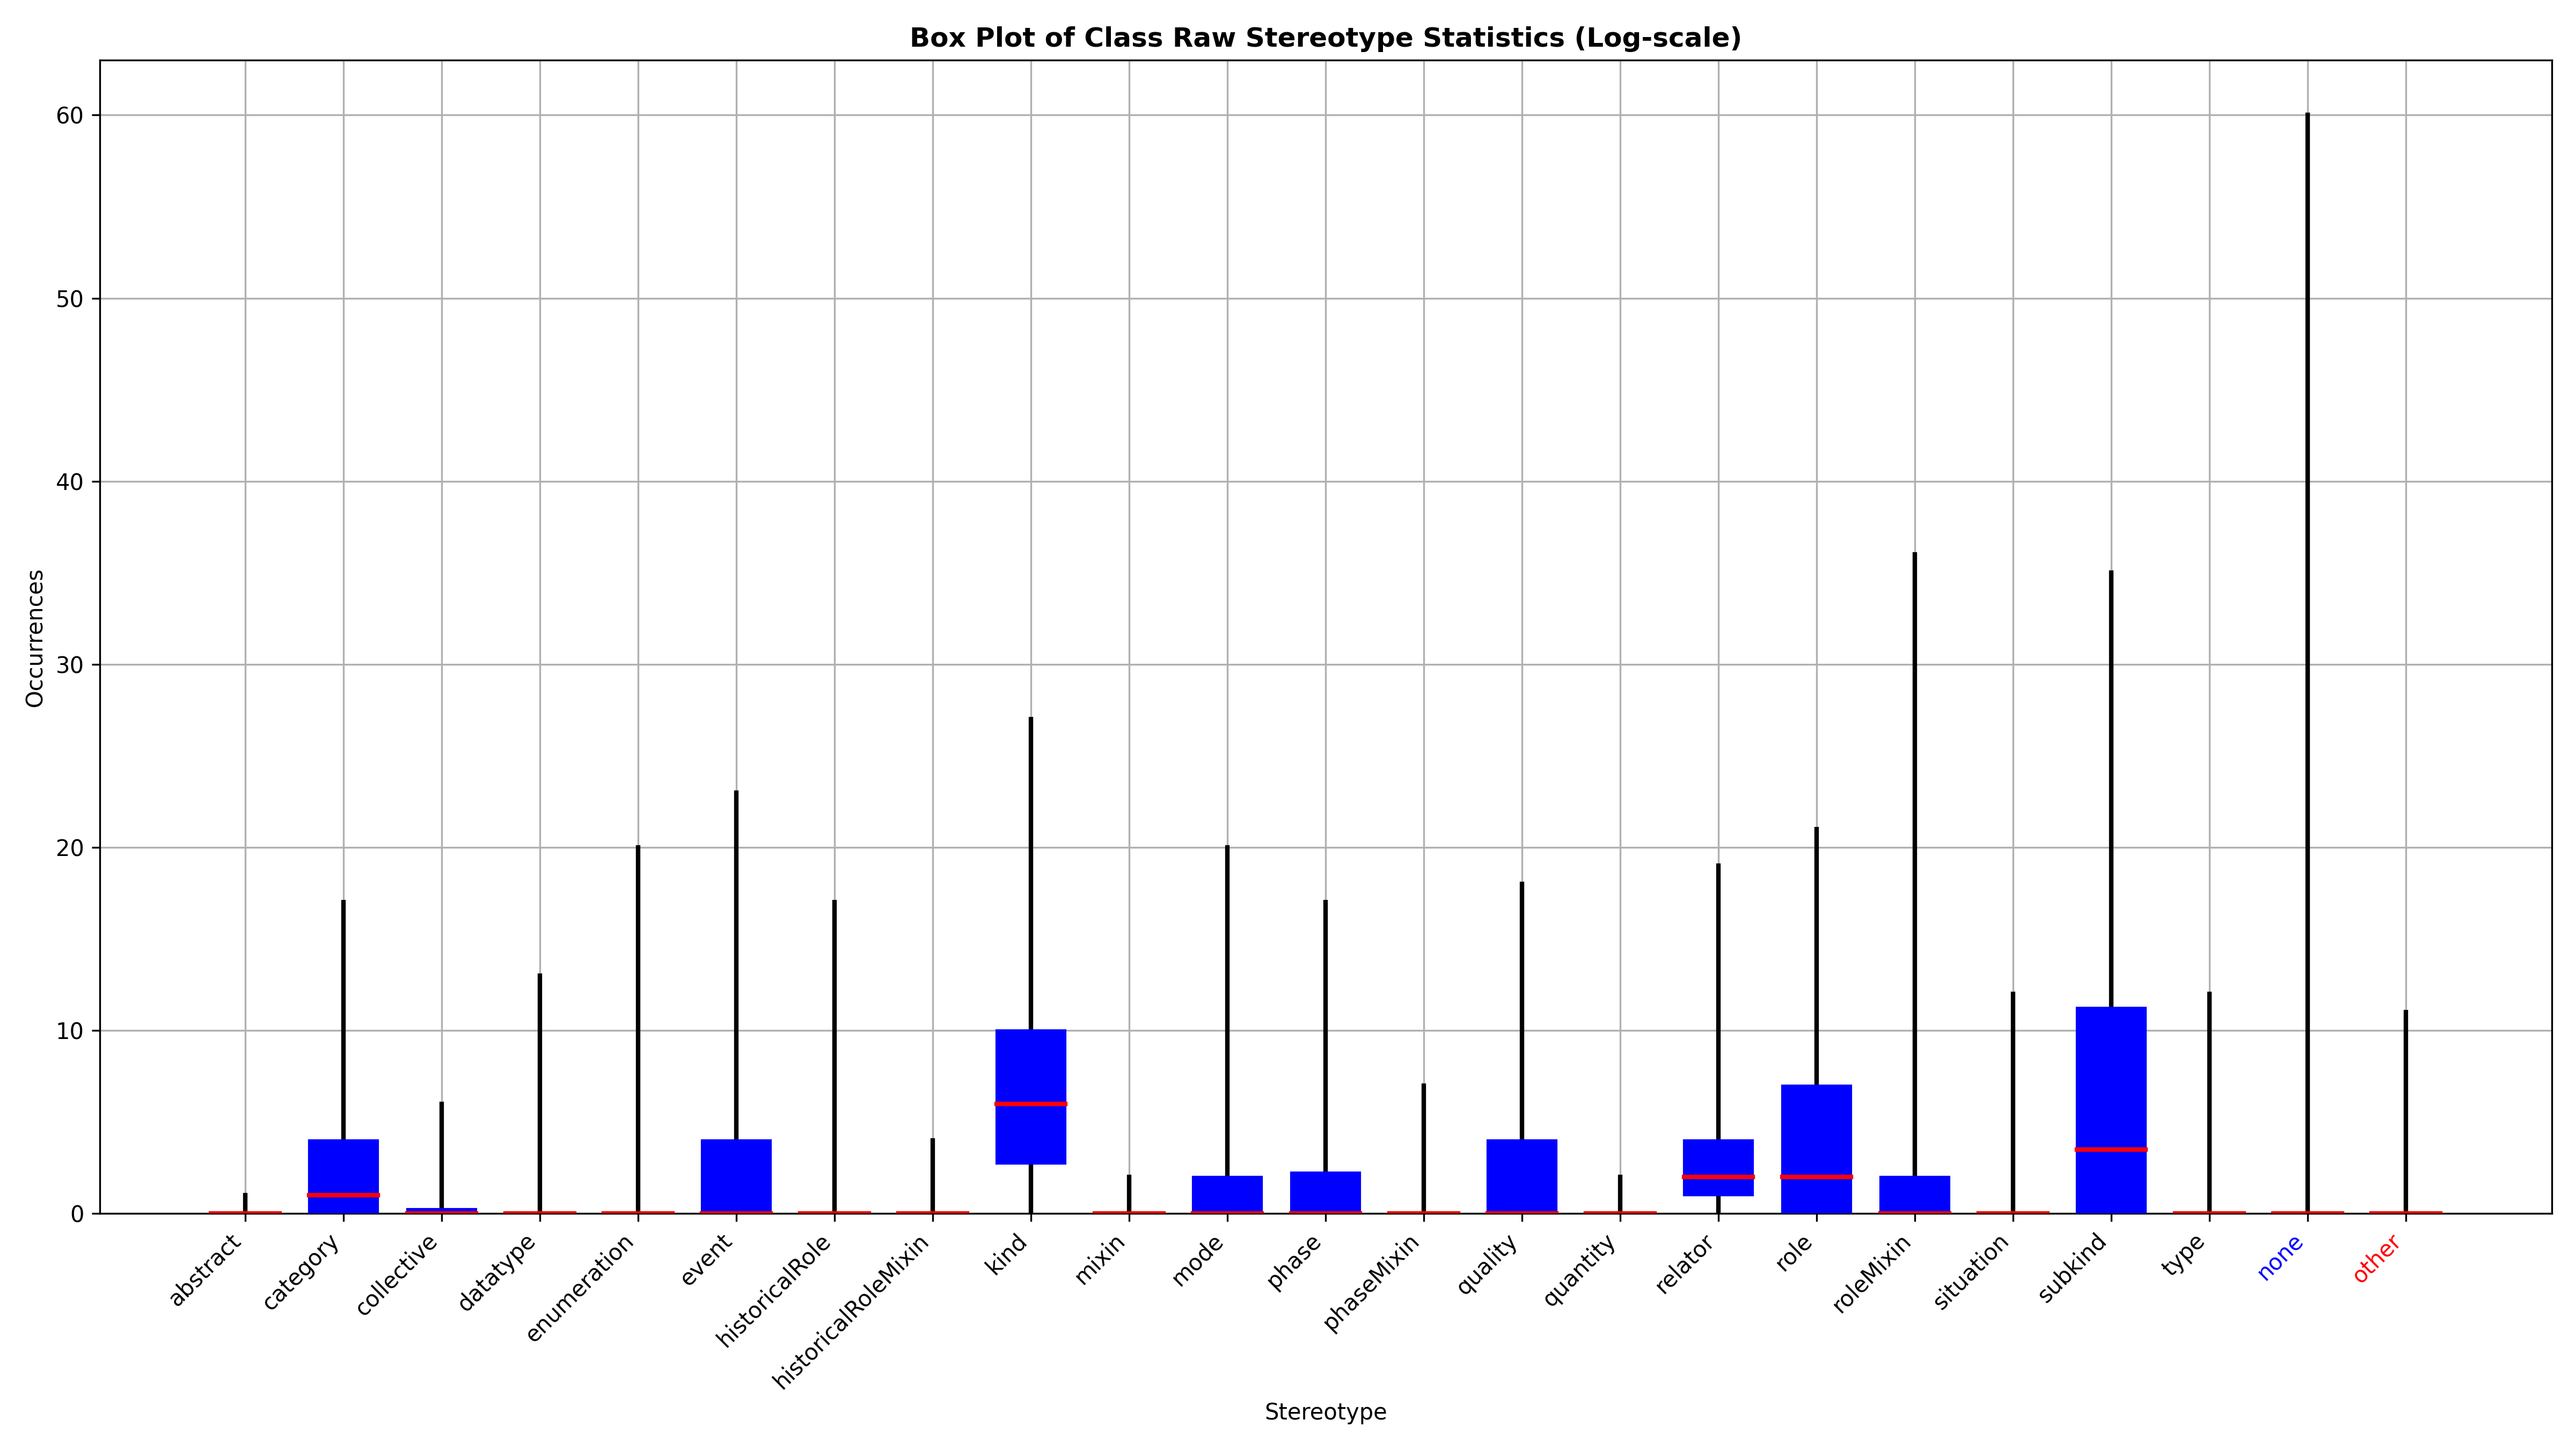 Box Plot of Class Raw Stereotype Statistics (Log-scale)
60
50
40
30
20
10
0
Occurrences
abstract
category
collective
datatype
enumeration
event
historicalRole
historicalRoleMixin
kind
mixin
mode
phase
phaseMixin
quality
quantity
relator
role
roleMixin
situation
subkind
type
none
other
Stereotype